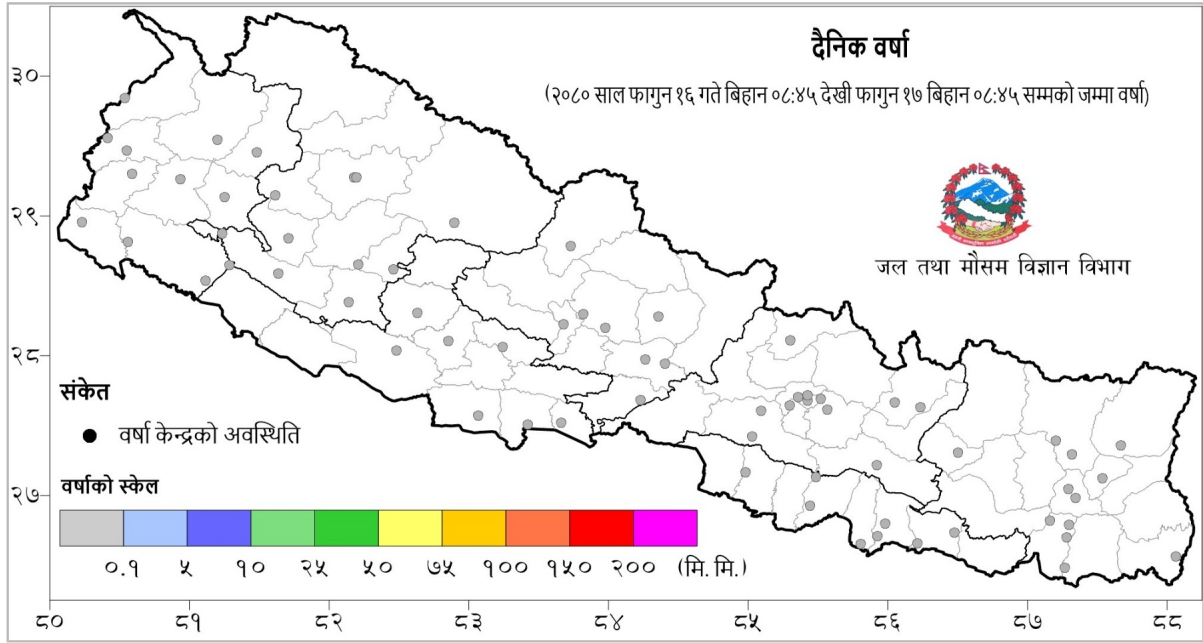 दैनिक वर्षा
(२०८० साल फागुन १६ गते बिहान ०८:४५ देखी फागुन १७ बिहान ०८:४५ सम्मको जम्मा वर्षा)
जल तथा मौसम विज्ञान विभाग
३०
२९
२८
२७
संकेत
वर्षा केन्द्रको अवस्थिति
वर्षाको स्केल
०.१ ५ १० २५ ५० ७५ १०० १५० २०० (मि. मि.)
८० ८१ ८२ ८३ ८४ ८५ ८६ ८७ ८८